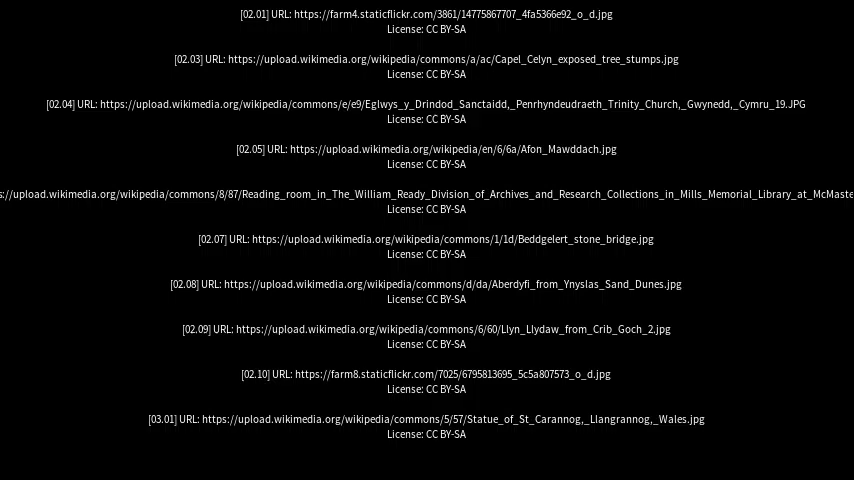 [02.01] URL: https://farm4.staticflickr.com/3861/14775867707_4fa5366e92_o_d.jpg
License: CC BY-SA
[02.03] URL: https://upload.wikimedia.org/wikipedia/commons/a/ac/Capel_Celyn_exposed_tree_stumps.jpg
License: CC BY-SA
[02.04] URL: https://upload.wikimedia.org/wikipedia/commons/e/e9/Eglwys_y_Drindod_Sanctaidd,_Penrhyndeudraeth_Trinity_Church,_Gwynedd,_Cymru_19.JPG
License: CC BY-SA
[02.05] URL: https://upload.wikimedia.org/wikipedia/en/6/6a/Afon_Mawddach.jpg
License: CC BY-SA
s://upload.wikimedia.org/wikipedia/commons/8/87/Reading_room_in_The_William_Ready_Division_of_Archives_and_Research_Collections_in_Mills_Memorial_Library_at_McMaste
License: CC BY-SA
[02.07] URL: https://upload.wikimedia.org/wikipedia/commons/1/1d/Beddgelert_stone_bridge.jpg
License: CC BY-SA
[02.08] URL: https://upload.wikimedia.org/wikipedia/commons/d/da/Aberdyfi_from_Ynyslas_Sand_Dunes.jpg
License: CC BY-SA
[02.09] URL: https://upload.wikimedia.org/wikipedia/commons/6/60/Llyn_Llydaw_from_Crib_Goch_2.jpg
License: CC BY-SA
[02.10] URL: https://farm8.staticflickr.com/7025/6795813695_5c5a807573_o_d.jpg
License: CC BY-SA
[03.01] URL: https://upload.wikimedia.org/wikipedia/commons/5/57/Statue_of_St_Carannog,_Llangrannog,_Wales.jpg
License: CC BY-SA